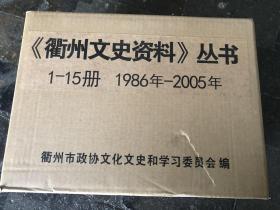 《衢州文史资料》丛书
1-15册 1986年-2005年
衢州市政协文化文史和学习委员会 编